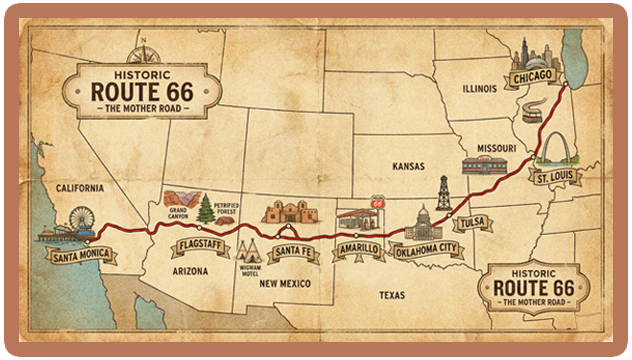 N
HISTORIC
ROUTE 66
– THE MOTHER ROAD –
CHICAGO
ILLINOIS
MISSOURI
ST. LOUIS
KANSAS
CALIFORNIA
GRAND
CANYON
PETRIFIED
FOREST
66
TULSA
SANTA MONICA
FLAGSTAFF
SANTA FE
AMARILLO
OKLAHOMA CITY
WIGWAM
MOTEL
ARIZONA
NEW MEXICO
TEXAS
HISTORIC
ROUTE 66
– THE MOTHER ROAD –